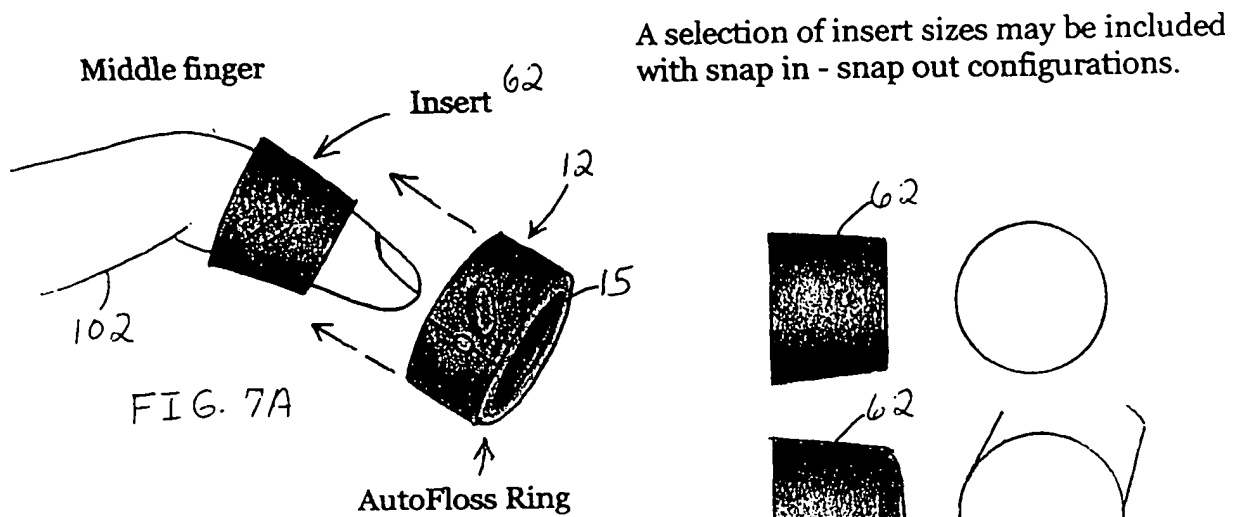 A selection of insert sizes may be included
with snap in - snap out configurations.
Middle finger
Insert 62
12
15
102
FIG. 7A
AutoFloss Ring
62
62